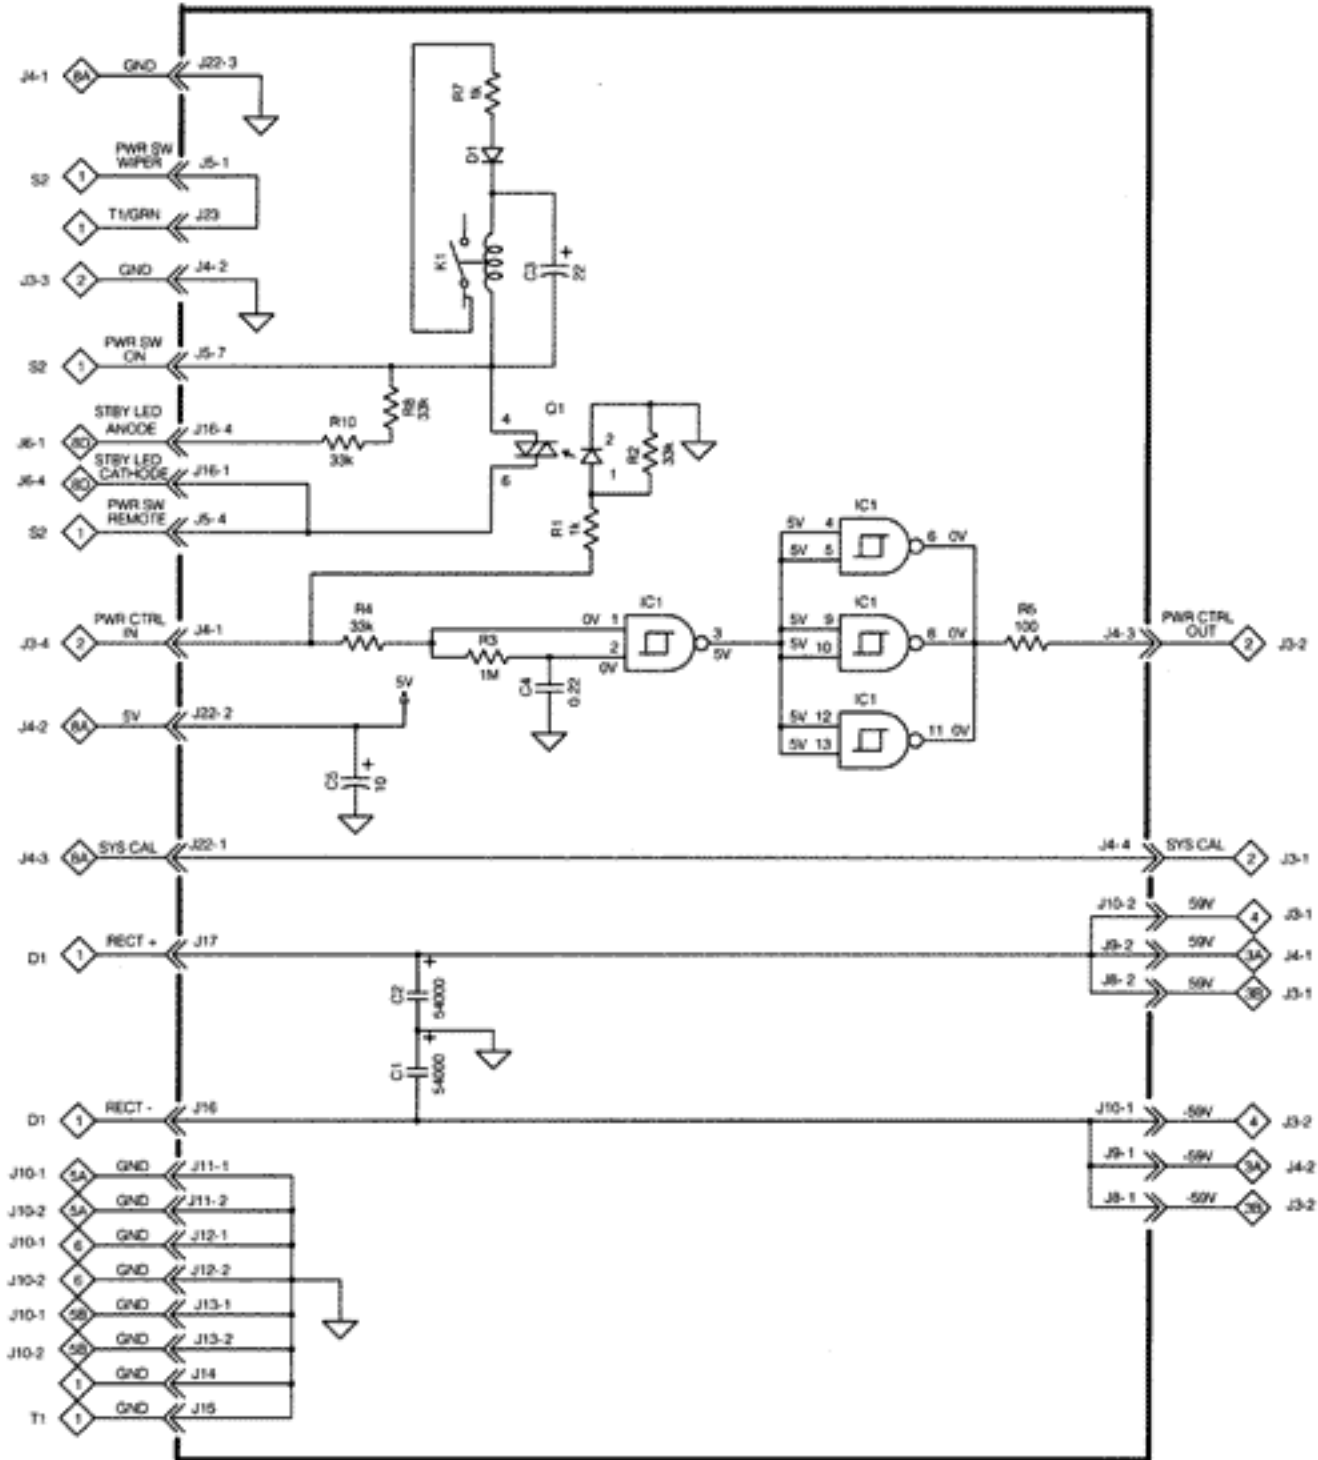 J4-1 8A GND J22-3
R7
1k
D1
PWR SW
S2 1 WIPER J5-1
1 T1/GRN J23
K1
C3
+
22
J3-3 2 GND J4-2
PWR SW
S2 1 ON J5-7
R8
33k
STBY LED
J6-1 8D ANODE J16-4
R10
33k
STBY LED
J6-4 8D CATHODE J16-1
PWR SW
S2 1 REMOTE J5-4
4 Q1
6
2
1
R2
33k
R1
1k
IC1
5V 4
5V 5
6 0V
PWR CTRL
J3-4 2 IN J4-1
R4
33k
R3
1M
C4
0.22
IC1
0V 1
2
0V
3
5V
IC1
5V 9
5V 10
8 0V
R5
100
PWR CTRL
J4-3 OUT 2 J3-2
IC1
5V 12
5V 13
11 0V
5V
J4-2 8A 5V J22-2
C5
+
10
J4-3 8A SYS CAL J22-1
J4-4 SYS CAL 2 J3-1
J10-2 59V 4 J3-1
D1 1 RECT + J17
J9-2 59V 3A J4-1
J8-2 59V 3B J3-1
C2
+
54000
C1
+
54000
D1 1 RECT - J16
J10-1 -59V 4 J3-2
J9-1 -59V 3A J4-2
J8-1 -59V 3B J3-2
J10-1 5A GND J11-1
J10-2 5A GND J11-2
J10-1 6 GND J12-1
J10-2 6 GND J12-2
J10-1 5B GND J13-1
J10-2 5B GND J13-2
1 GND J14
T1 1 GND J15